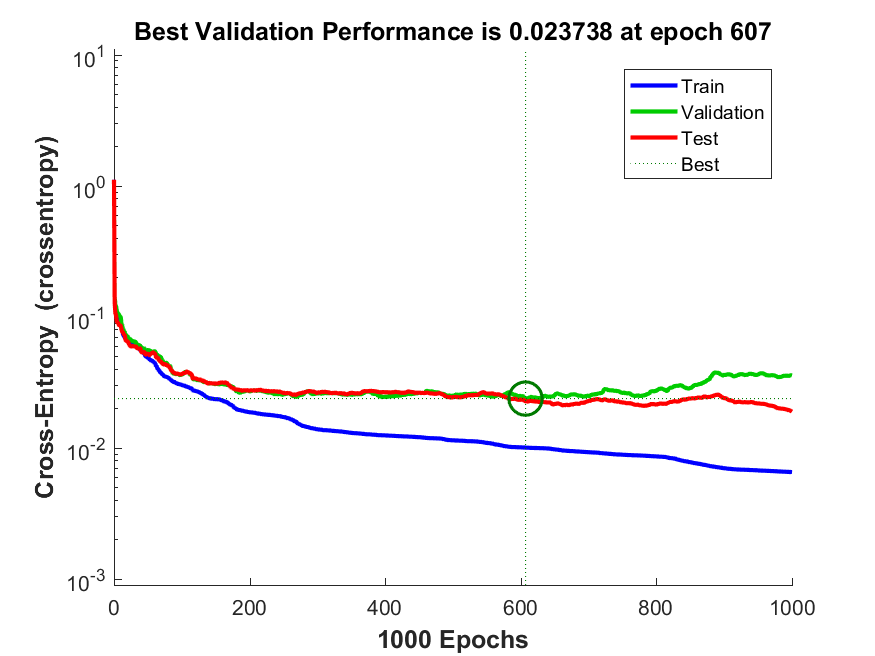 Best Validation Performance is 0.023738 at epoch 607
10^1
10^0
10^-1
10^-2
10^-3
Cross-Entropy (crossentropy)
Train
Validation
Test
Best
0 200 400 600 800 1000
1000 Epochs